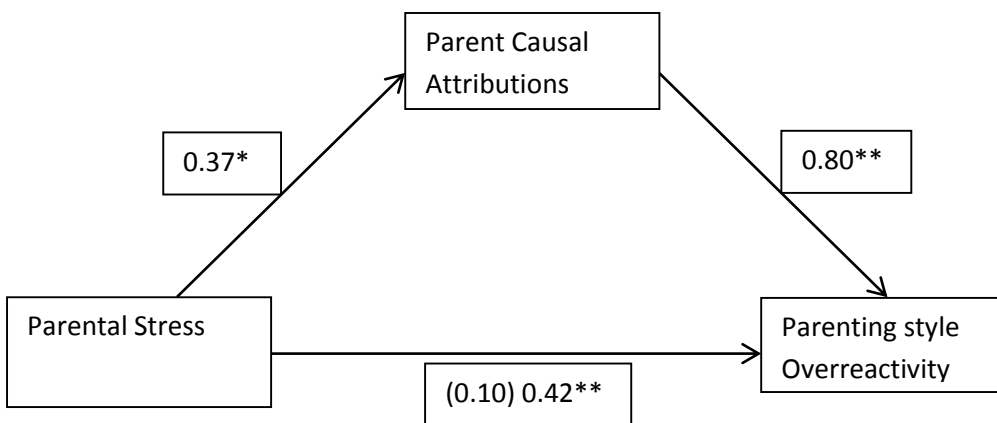 Parent Causal
Attributions
0.37*
0.80**
Parental Stress
Parenting style
Overreactivity
(0.10) 0.42**